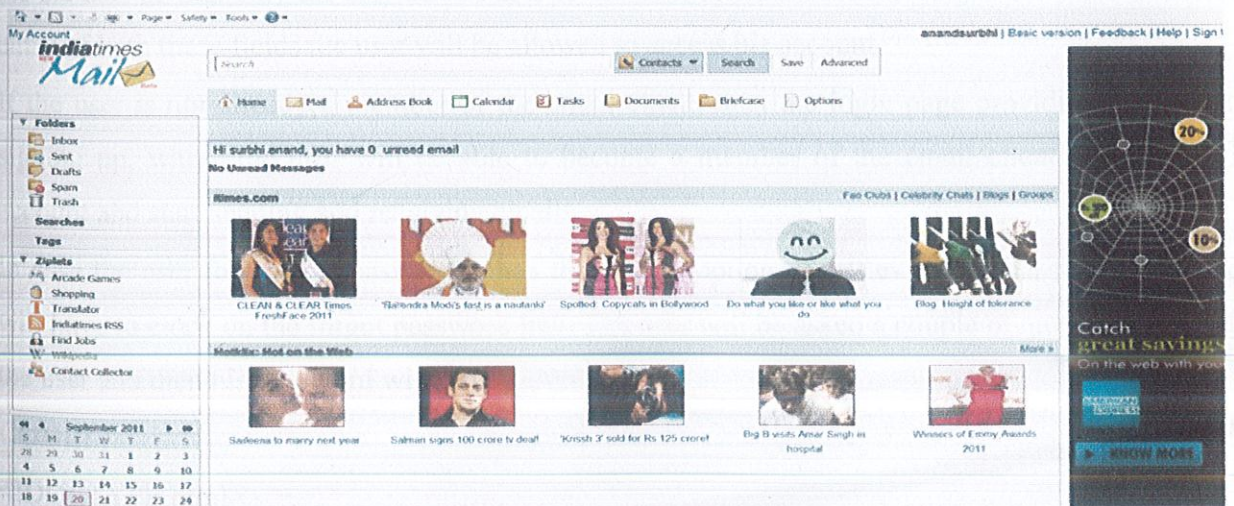 Page Safety Tools
My Account
anandsurbhi | Basic version | Feedback | Help | Sign
indiatimes
NEW
Mail
Search
Contacts Search Save Advanced
Home Mail Address Book Calendar Tasks Documents Briefcase Options
Folders
Inbox
Sent
Drafts
Spam
Trash
Searches
Tags
Ziplets
Arcade Games
Shopping
Translator
Indiatimes RSS
Find Jobs
Wikipedia
Contact Collector
September 2011
S M T W T F S
28 29 30 31 1 2 3
4 5 6 7 8 9 10
11 12 13 14 15 16 17
18 19 20 21 22 23 24
Hi surbhi anand, you have 0 unread email
No Unread Messages
itimes.com
Fan Clubs | Celebrity Chats | Blogs | Groups
CLEAN & CLEAR Times
FreshFace 2011
'Narendra Modi's fast is a nautanki'
Spotted: Copycats in Bollywood
Do what you like or like what you
do
Blog: Height of tolerance
Hotklix: Hot on the Web
More »
to marry next year
Salman signs 100 crore tv deal!
'Krissh 3' sold for Rs 125 crore!
Big B visits Amar Singh in
hospital
Winners of Emmy Awards
2011
20%
10%
Catch
great savings
On the web with you
AMERICAN
EXPRESS
KNOW MORE